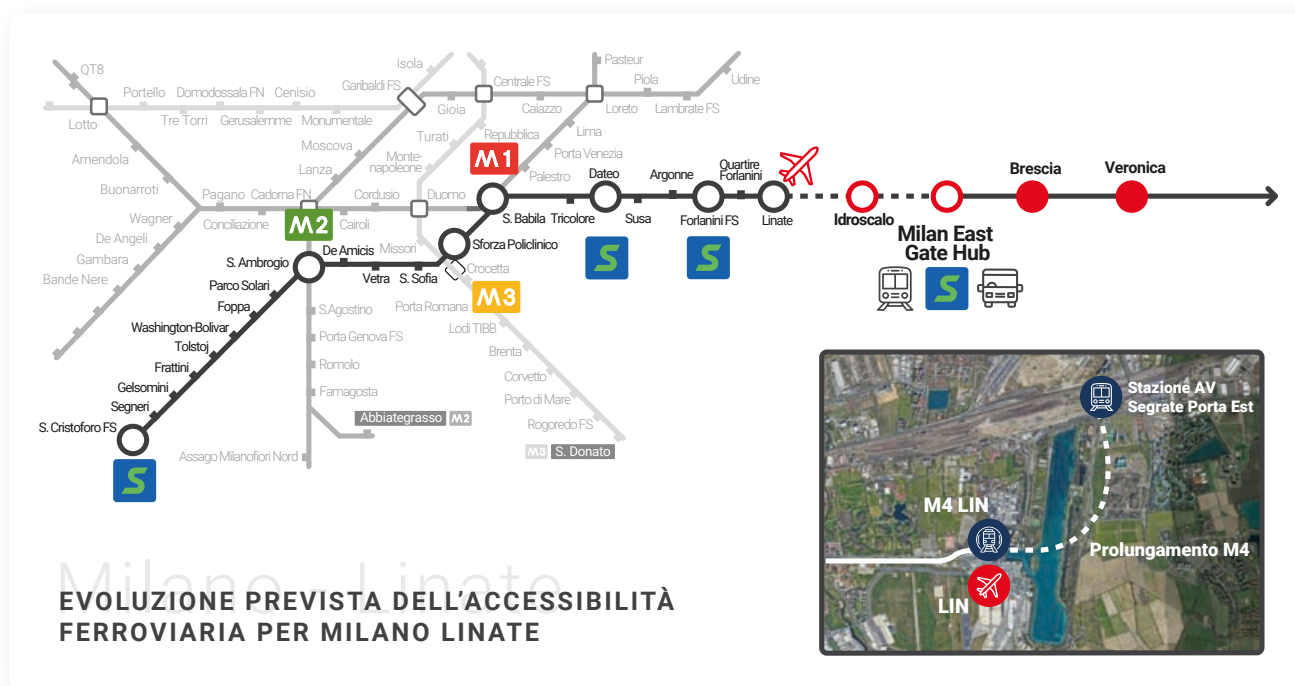 QT8
Lotto
Portello
Domodossala FN
Cenisio
Tre Torri
Gerusalemme
Monumentale
Garibaldi FS
Isola
Gioia
Centrale FS
Caiazzo
Pasteur
Loreto
Piola
Lambrate FS
Udine
Amendola
Buonarroti
Pagano
Cadorna FN
Conciliazione
Wagner
De Angeli
Gambara
Bande Nere
Moscova
Lanza
Cairoli
Cordusio
Duomo
Turati
Monte-
napoleone
Repubblica
Lima
Porta Venezia
Palestro
M1
M2
M3
S. Babila
Tricolore
Dateo
Susa
Argonne
Forlanini FS
Quartire
Forlanini
Linate
Idroscalo
Milan East
Gate Hub
Brescia
Veronica
S
S
S
Sforza Policlinico
Missori
Crocetta
S. Sofia
Vetra
De Amicis
S. Ambrogio
Parco Solari
Foppa
Washington-Bolivar
Tolstoj
Frattini
Gelsomini
Segneri
S. Cristoforo FS
S
S.Agostino
Porta Genova FS
Romolo
Famagosta
Abbiategrasso M2
Assago Milanofiori Nord
Porta Romana
Lodi TIBB
Brenta
Corvetto
Porto di Mare
Rogoredo FS
M3 S. Donato
Milano - Linate
EVOLUZIONE PREVISTA DELL'ACCESSIBILITÀ
FERROVIARIA PER MILANO LINATE
Stazione AV
Segrate Porta Est
M4 LIN
Prolungamento M4
LIN